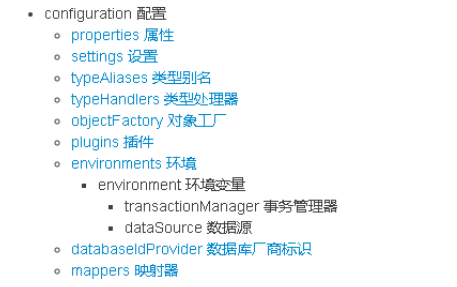 configuration 配置
properties 属性
settings 设置
typeAliases 类型别名
typeHandlers 类型处理器
objectFactory 对象工厂
plugins 插件
environments 环境
environment 环境变量
transactionManager 事务管理器
dataSource 数据源
databaseIdProvider 数据库厂商标识
mappers 映射器